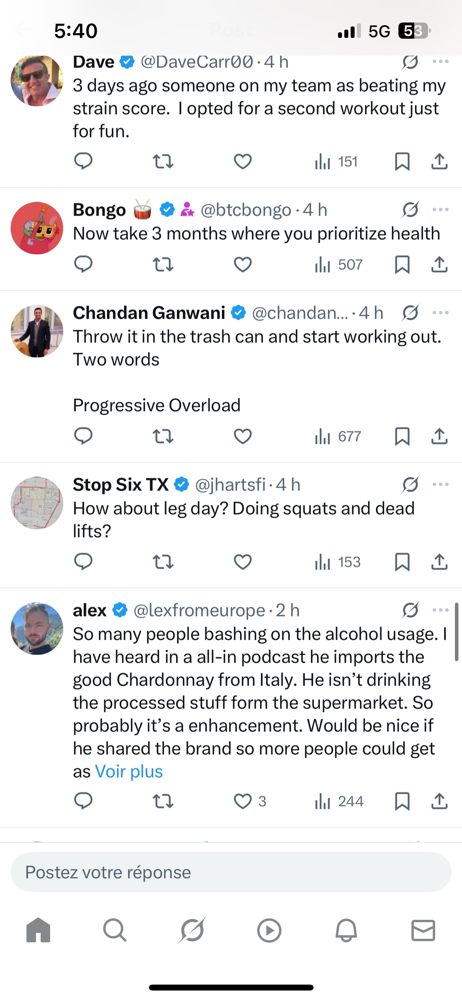 5:40
5G
53
Post
Dave @DaveCarr00 · 4 h
3 days ago someone on my team as beating my
strain score.  I opted for a second workout just
for fun.
151
Bongo 🥁 @btcbongo · 4 h
Now take 3 months where you prioritize health
507
Chandan Ganwani @chandan... · 4 h
Throw it in the trash can and start working out.
Two words
Progressive Overload
677
Stop Six TX @jhartsfi · 4 h
How about leg day? Doing squats and dead
lifts?
153
alex @lexfromeurope · 2 h
So many people bashing on the alcohol usage. I
have heard in a all-in podcast he imports the
good Chardonnay from Italy. He isn’t drinking
the processed stuff form the supermarket. So
probably it’s a enhancement. Would be nice if
he shared the brand so more people could get
as Voir plus
3
244
Postez votre réponse